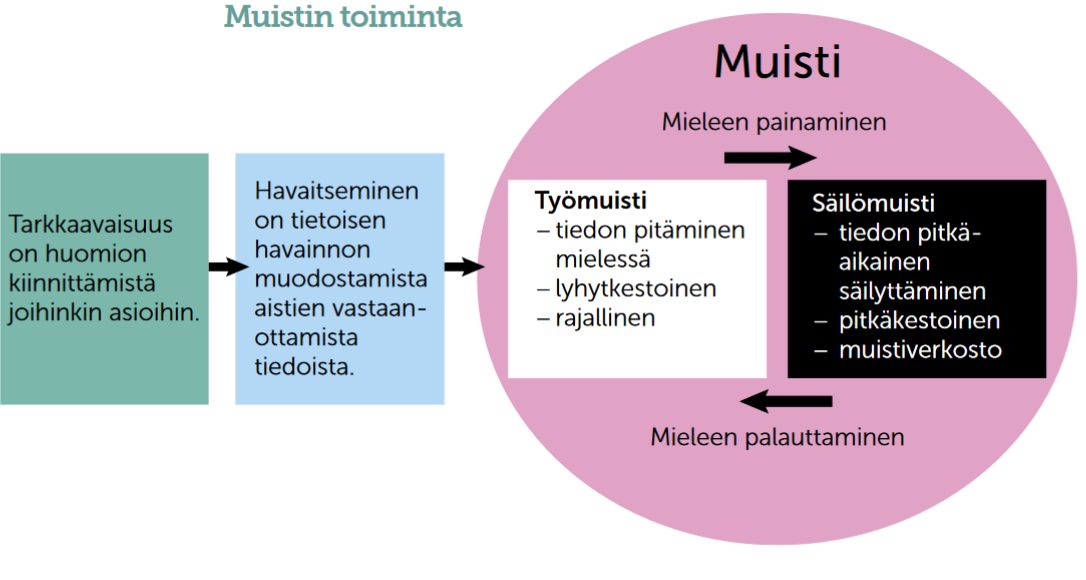 Muistin toiminta
Muisti
Mieleen painaminen
Tarkkaavaisuus
on huomion
kiinnittämistä
joihinkin asioihin.
Havaitseminen
on tietoisen
havainnon
muodostamista
aistien vastaan-
ottamista
tiedoista.
Työmuisti
– tiedon pitäminen
mielessä
– lyhytkestoinen
– rajallinen
Säilömuisti
– tiedon pitkä-
aikainen
säilyttäminen
– pitkäkestoinen
– muistiverkosto
Mieleen palauttaminen